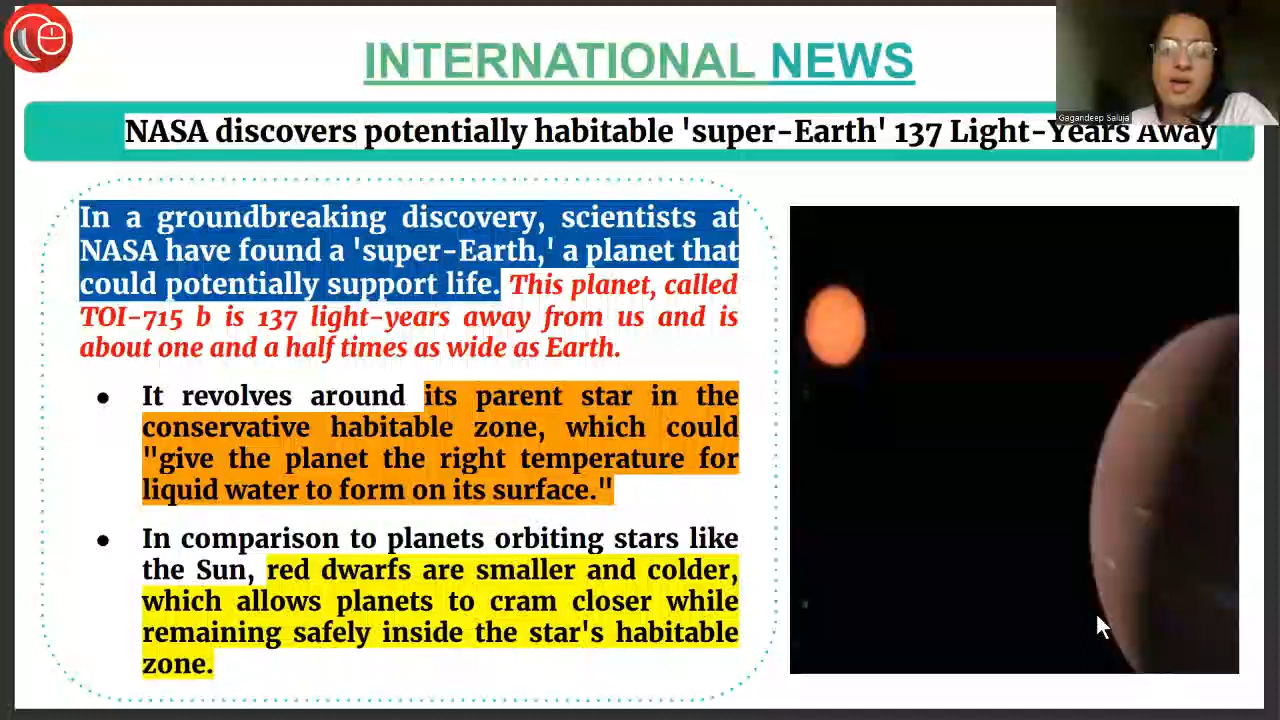 INTERNATIONAL NEWS
Gagandeep Saluja
NASA discovers potentially habitable 'super-Earth' 137 Light-Years Away
In a groundbreaking discovery, scientists at
NASA have found a 'super-Earth,' a planet that
could potentially support life. This planet, called
TOI-715 b is 137 light-years away from us and is
about one and a half times as wide as Earth.
● It revolves around its parent star in the
conservative habitable zone, which could
"give the planet the right temperature for
liquid water to form on its surface."
● In comparison to planets orbiting stars like
the Sun, red dwarfs are smaller and colder,
which allows planets to cram closer while
remaining safely inside the star's habitable
zone.